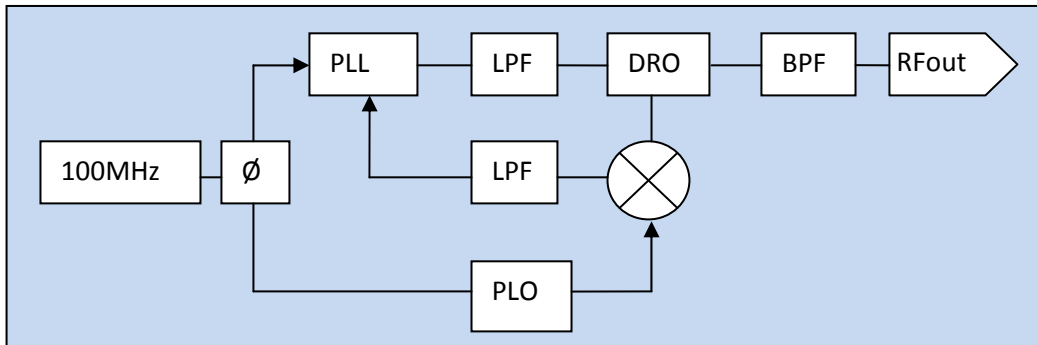 PLL
LPF
DRO
BPF
RFout
100MHz
Ø
LPF
PLO